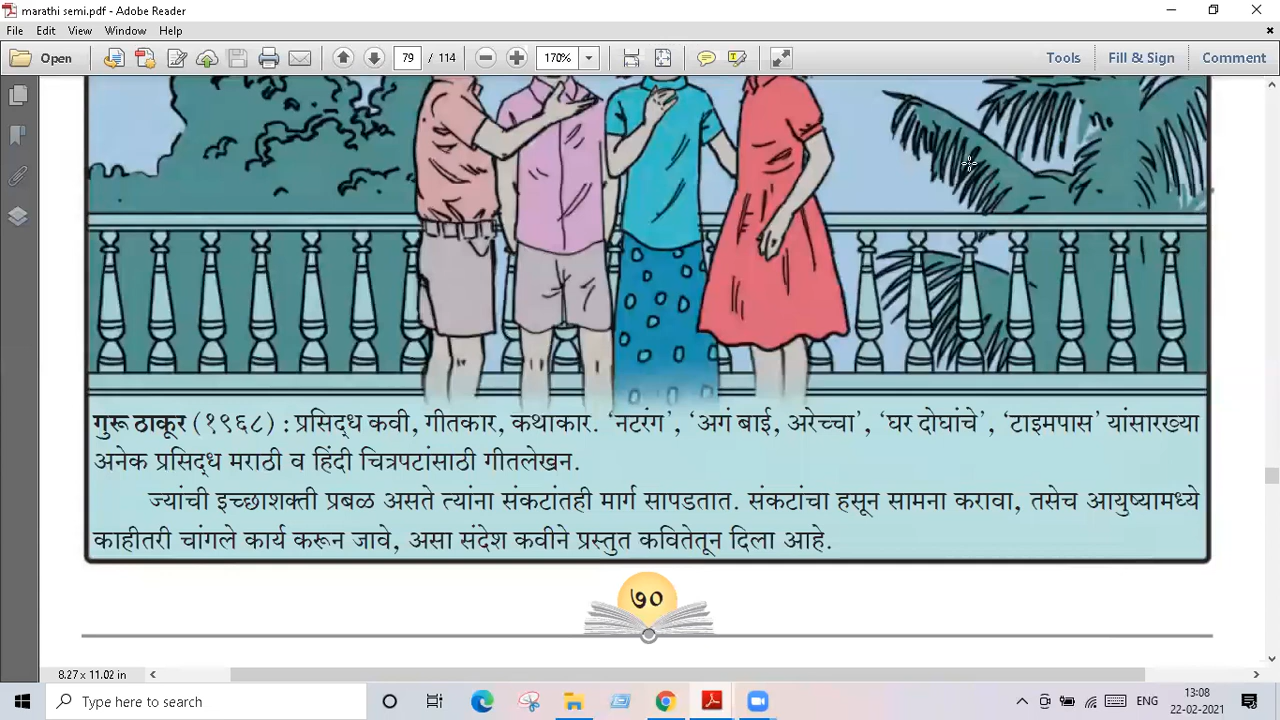 marathi semi.pdf - Adobe Reader
File Edit View Window Help
Open 79 / 114 170% Tools Fill & Sign Comment
गुरू ठाकूर (१९६८) : प्रसिद्ध कवी, गीतकार, कथाकार. ‘नटरंग’, ‘अगं बाई, अरेच्चा’, ‘घर दोघांचे’, ‘टाइमपास’ यांसारख्या
अनेक प्रसिद्ध मराठी व हिंदी चित्रपटांसाठी गीतलेखन.
ज्यांची इच्छाशक्ती प्रबळ असते त्यांना संकटांतही मार्ग सापडतात. संकटांचा हसून सामना करावा, तसेच आयुष्यामध्ये
काहीतरी चांगले कार्य करून जावे, असा संदेश कवीने प्रस्तुत कवितेतून दिला आहे.
७०
8.27 x 11.02 in
Type here to search ENG 13:08
22-02-2021